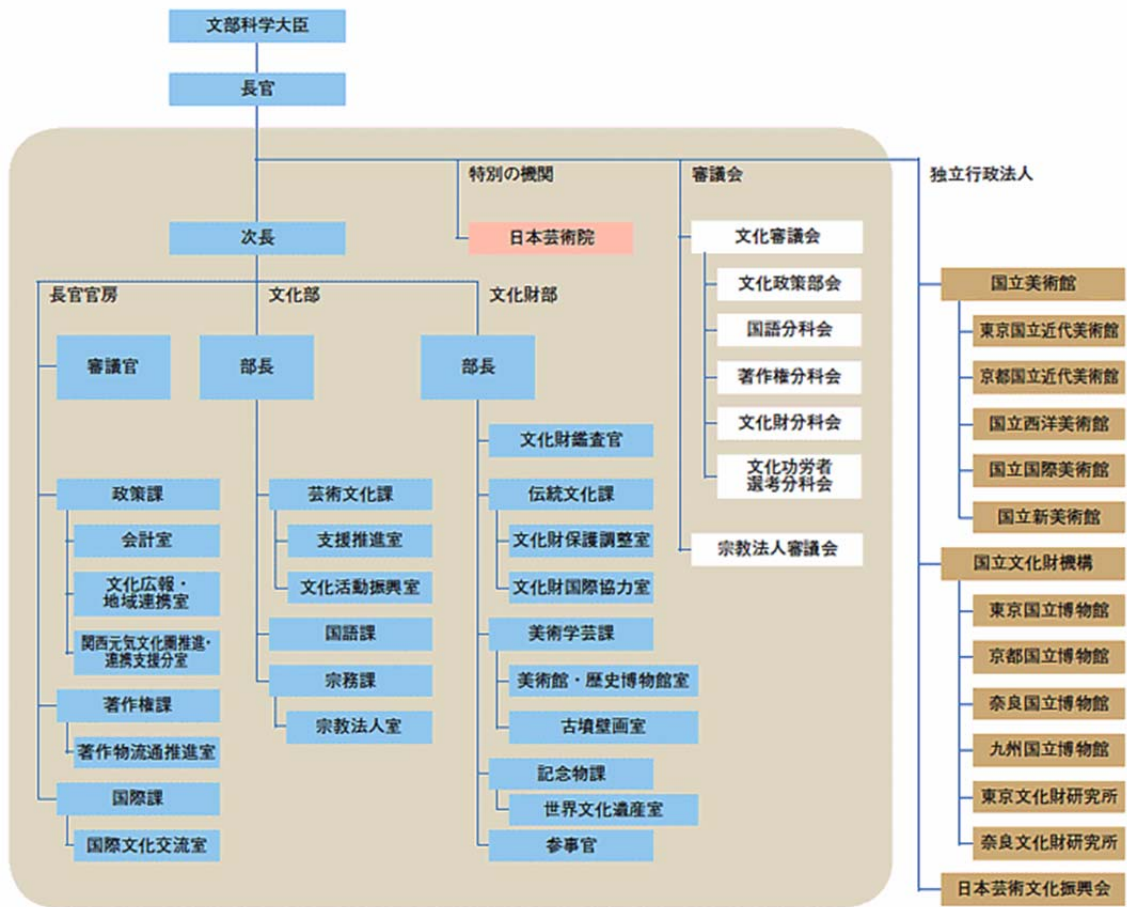 文部科学大臣
長官
特別の機関
審議会
独立行政法人
次長
日本芸術院
文化審議会
文化政策部会
国語分科会
著作権分科会
文化財分科会
文化功労者
選考分科会
宗教法人審議会
長官官房
文化部
文化財部
審議官
部長
部長
政策課
会計室
文化広報・
地域連携室
関西元気文化圏推進・
連携支援分室
著作権課
著作物流通推進室
国際課
国際文化交流室
芸術文化課
支援推進室
文化活動振興室
国語課
宗務課
宗教法人室
文化財鑑査官
伝統文化課
文化財保護調整室
文化財国際協力室
美術学芸課
美術館・歴史博物館室
古墳壁画室
記念物課
世界文化遺産室
参事官
国立美術館
東京国立近代美術館
京都国立近代美術館
国立西洋美術館
国立国際美術館
国立新美術館
国立文化財機構
東京国立博物館
京都国立博物館
奈良国立博物館
九州国立博物館
東京文化財研究所
奈良文化財研究所
日本芸術文化振興会